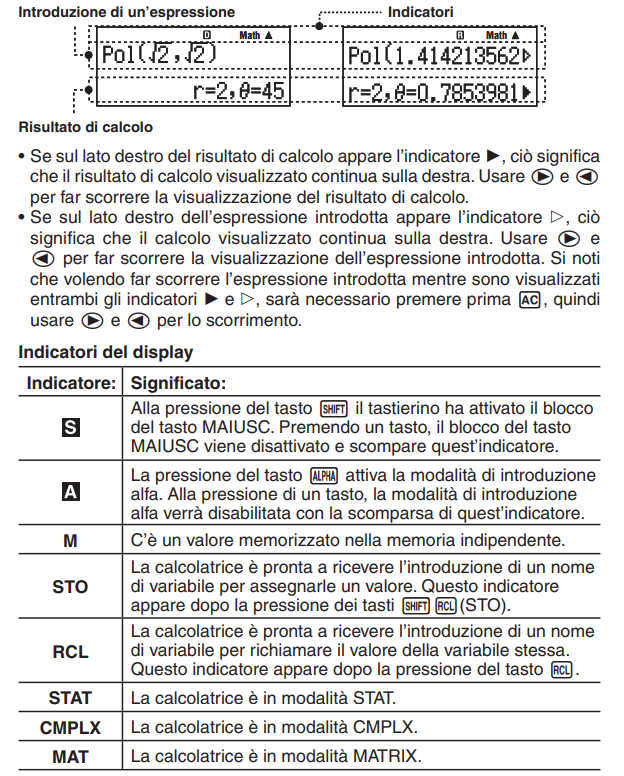 Introduzione di un'espressione
Indicatori
D Math ▲
Pol(√2,√2)
r=2,θ=45
R Math ▲
Pol(1.414213562▷
r=2,θ=0.7853981▶
Risultato di calcolo
• Se sul lato destro del risultato di calcolo appare l'indicatore ▶, ciò significa
che il risultato di calcolo visualizzato continua sulla destra. Usare ▶ e ◀
per far scorrere la visualizzazione del risultato di calcolo.
• Se sul lato destro dell'espressione introdotta appare l'indicatore ▷, ciò
significa che il calcolo visualizzato continua sulla destra. Usare ▶ e
◀ per far scorrere la visualizzazione dell'espressione introdotta. Si noti
che volendo far scorrere l'espressione introdotta mentre sono visualizzati
entrambi gli indicatori ▶ e ▷, sarà necessario premere prima AC, quindi
usare ▶ e ◀ per lo scorrimento.
Indicatori del display
Indicatore: Significato:
S
Alla pressione del tasto SHIFT il tastierino ha attivato il blocco
del tasto MAIUSC. Premendo un tasto, il blocco del tasto
MAIUSC viene disattivato e scompare quest'indicatore.
A
La pressione del tasto ALPHA attiva la modalità di introduzione
alfa. Alla pressione di un tasto, la modalità di introduzione
alfa verrà disabilitata con la scomparsa di quest'indicatore.
M C'è un valore memorizzato nella memoria indipendente.
STO
La calcolatrice è pronta a ricevere l'introduzione di un nome
di variabile per assegnarle un valore. Questo indicatore
appare dopo la pressione dei tasti SHIFT RCL (STO).
RCL
La calcolatrice è pronta a ricevere l'introduzione di un nome
di variabile per richiamare il valore della variabile stessa.
Questo indicatore appare dopo la pressione del tasto RCL.
STAT La calcolatrice è in modalità STAT.
CMPLX La calcolatrice è in modalità CMPLX.
MAT La calcolatrice è in modalità MATRIX.